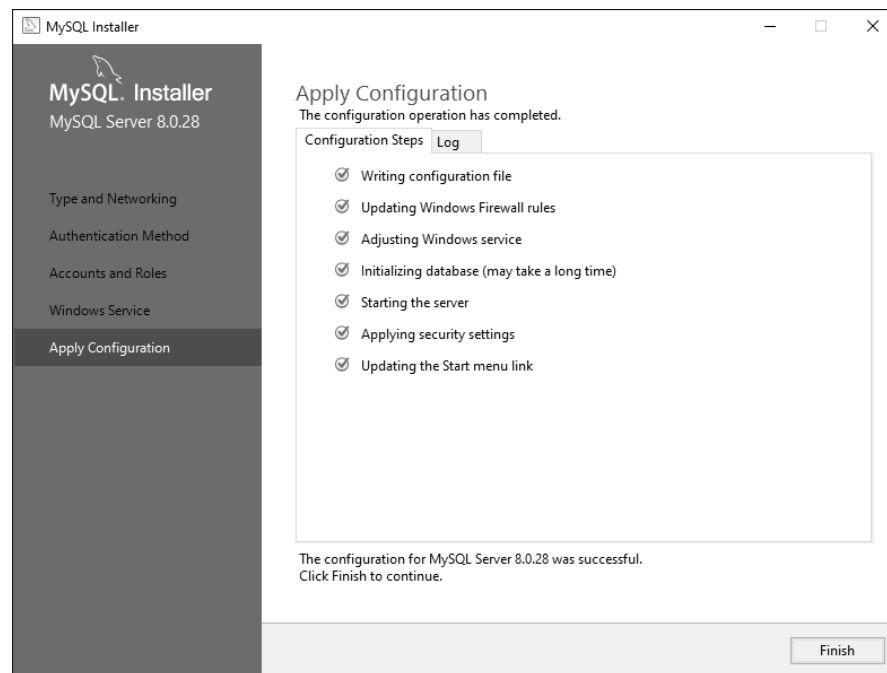 MySQL Installer
MySQL. Installer
MySQL Server 8.0.28
Type and Networking
Authentication Method
Accounts and Roles
Windows Service
Apply Configuration
Apply Configuration
The configuration operation has completed.
Configuration Steps Log
Writing configuration file
Updating Windows Firewall rules
Adjusting Windows service
Initializing database (may take a long time)
Starting the server
Applying security settings
Updating the Start menu link
The configuration for MySQL Server 8.0.28 was successful.
Click Finish to continue.
Finish